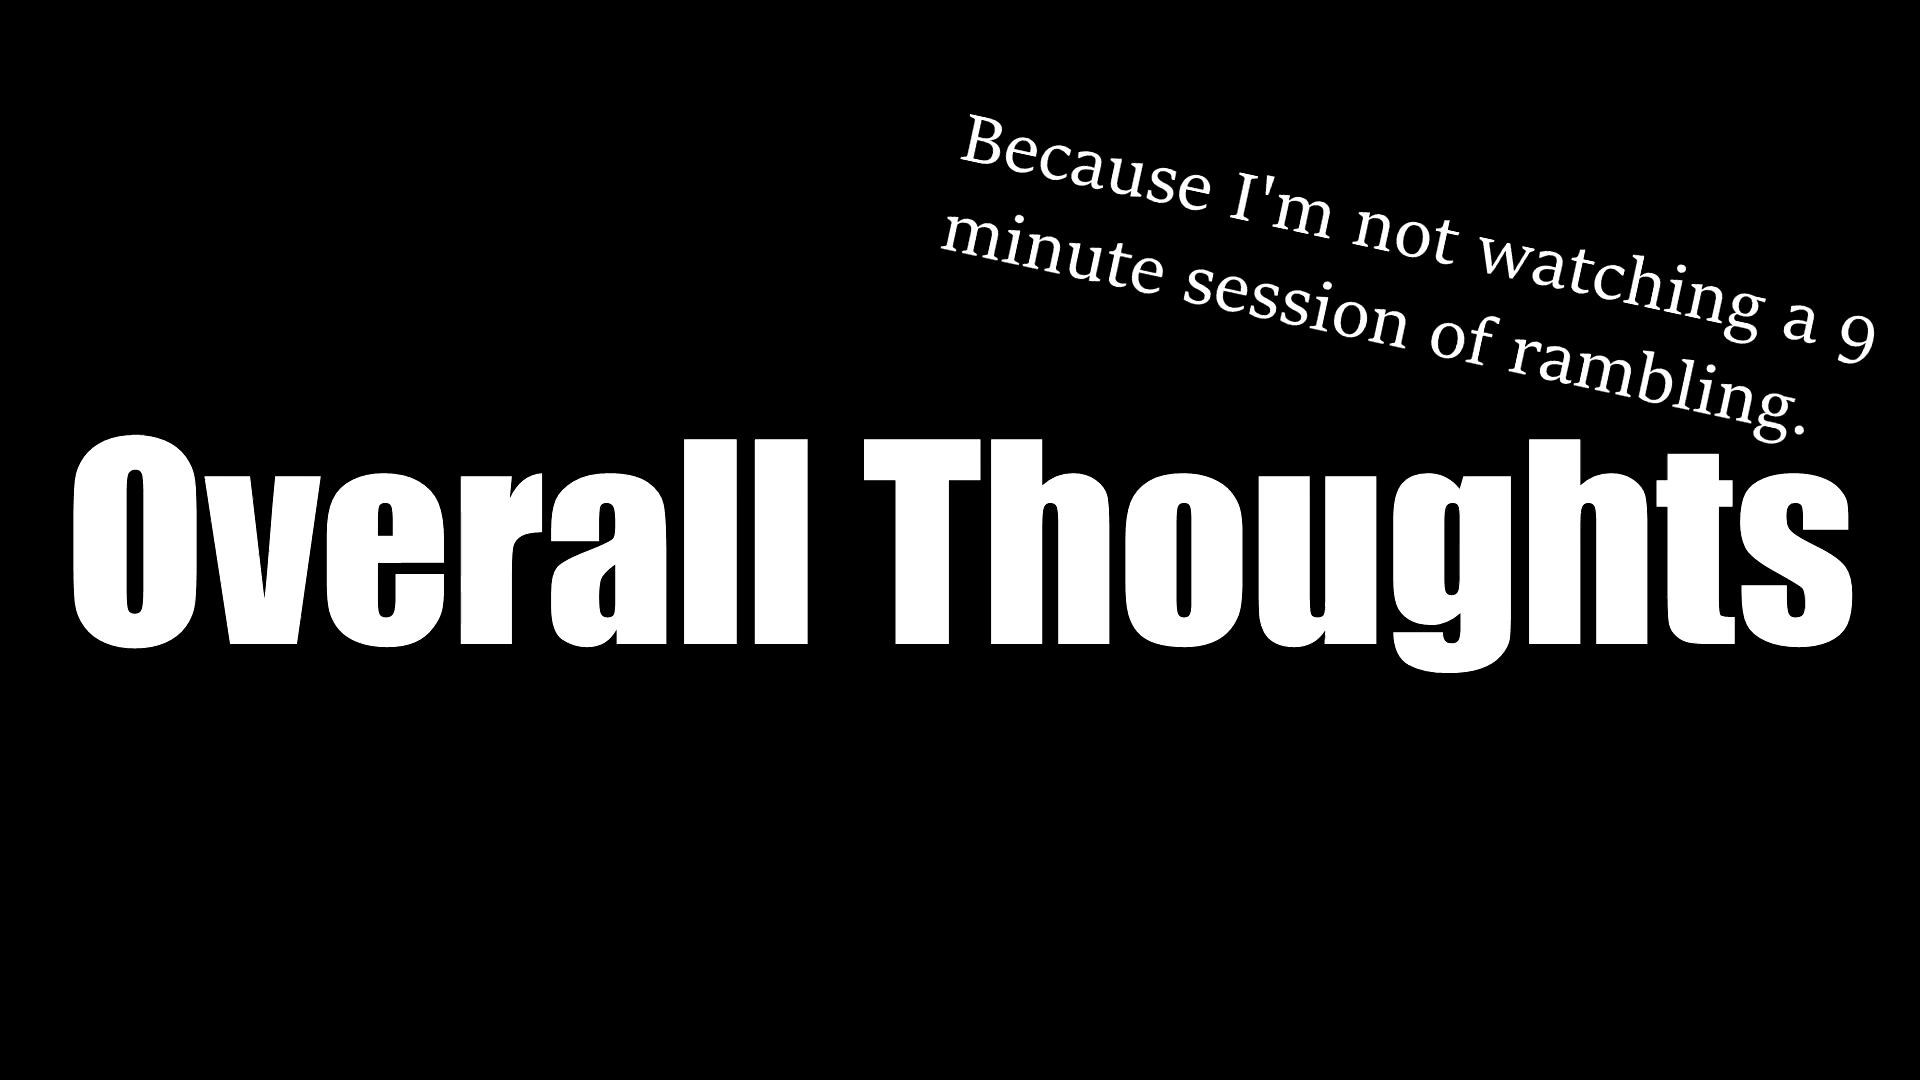 Because I'm not watching a 9
minute session of rambling.
Overall Thoughts